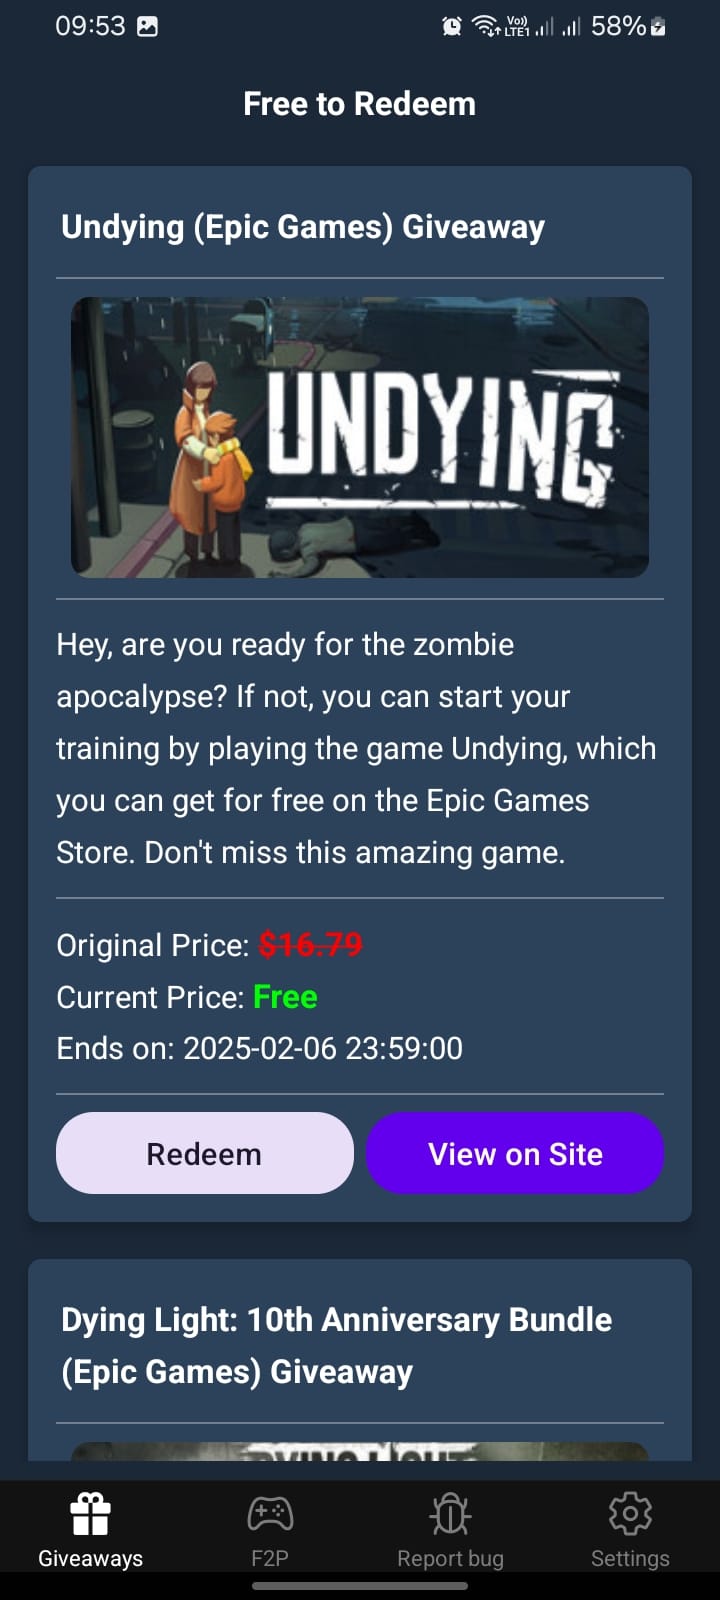 09:53
Vo)) LTE1 58%
Free to Redeem
Undying (Epic Games) Giveaway
UNDYING
Hey, are you ready for the zombie
apocalypse? If not, you can start your
training by playing the game Undying, which
you can get for free on the Epic Games
Store. Don't miss this amazing game.
Original Price: $16.79
Current Price: Free
Ends on: 2025-02-06 23:59:00
Redeem
View on Site
Dying Light: 10th Anniversary Bundle
(Epic Games) Giveaway
DYING LIGHT
Giveaways
F2P
Report bug
Settings